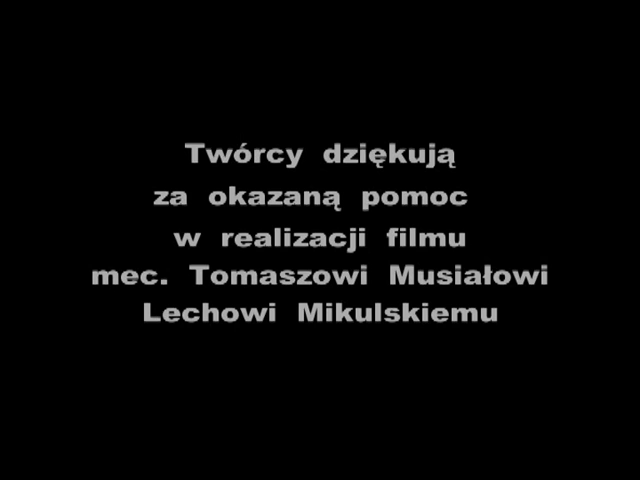 Twórcy dziękują
za okazaną pomoc
w realizacji filmu
mec. Tomaszowi Musiałowi
Lechowi Mikulskiemu